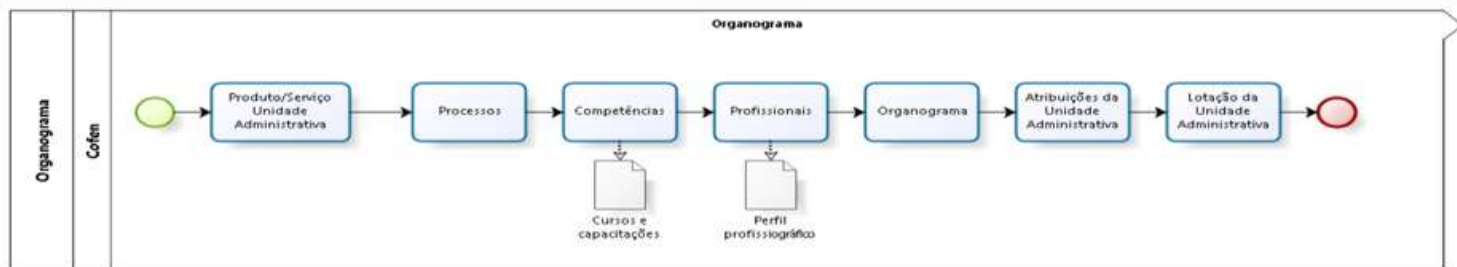 Organograma
Organograma
Cofen
Produto/Serviço
Unidade
Administrativa
Processos
Competências
Profissionais
Organograma
Atribuições da
Unidade
Administrativa
Lotação da
Unidade
Administrativa
Cursos e
capacitações
Perfil
profissiográfico